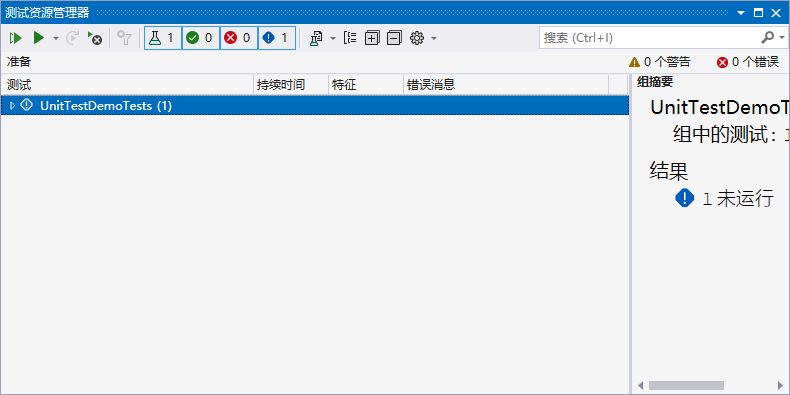 测试资源管理器
1 0 0 1 搜索 (Ctrl+I)
准备 0 个警告 0 个错误
测试 持续时间 特征 错误消息 组摘要
UnitTestDemoTests (1)
UnitTestDemoT
组中的测试: 1
结果
1 未运行